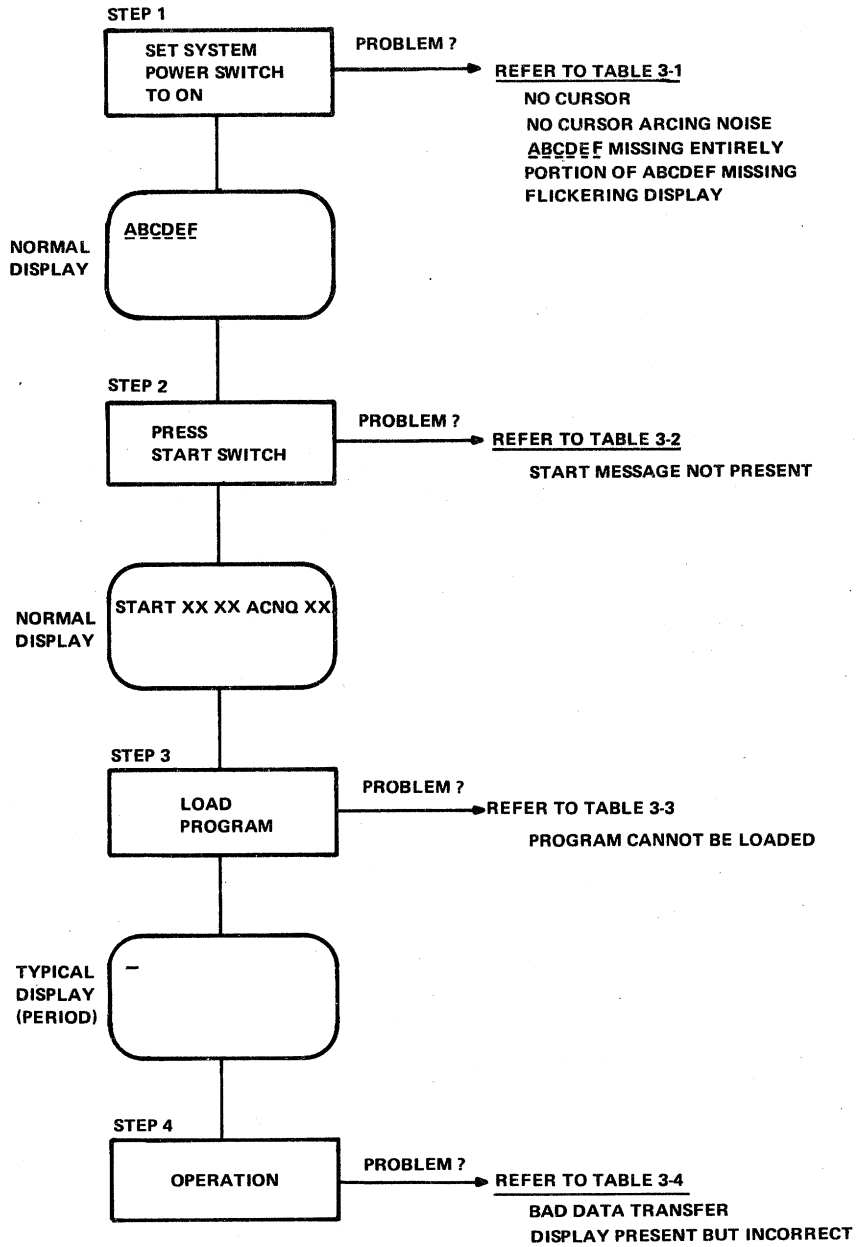 STEP 1
SET SYSTEM
POWER SWITCH
TO ON
PROBLEM ?
REFER TO TABLE 3-1
NO CURSOR
NO CURSOR ARCING NOISE
ABCDEF MISSING ENTIRELY
PORTION OF ABCDEF MISSING
FLICKERING DISPLAY
NORMAL
DISPLAY
ABCDEF
STEP 2
PRESS
START SWITCH
PROBLEM ?
REFER TO TABLE 3-2
START MESSAGE NOT PRESENT
NORMAL
DISPLAY
START XX XX ACNQ XX
STEP 3
LOAD
PROGRAM
PROBLEM ?
REFER TO TABLE 3-3
PROGRAM CANNOT BE LOADED
TYPICAL
DISPLAY
(PERIOD)
–
STEP 4
OPERATION
PROBLEM ?
REFER TO TABLE 3-4
BAD DATA TRANSFER
DISPLAY PRESENT BUT INCORRECT